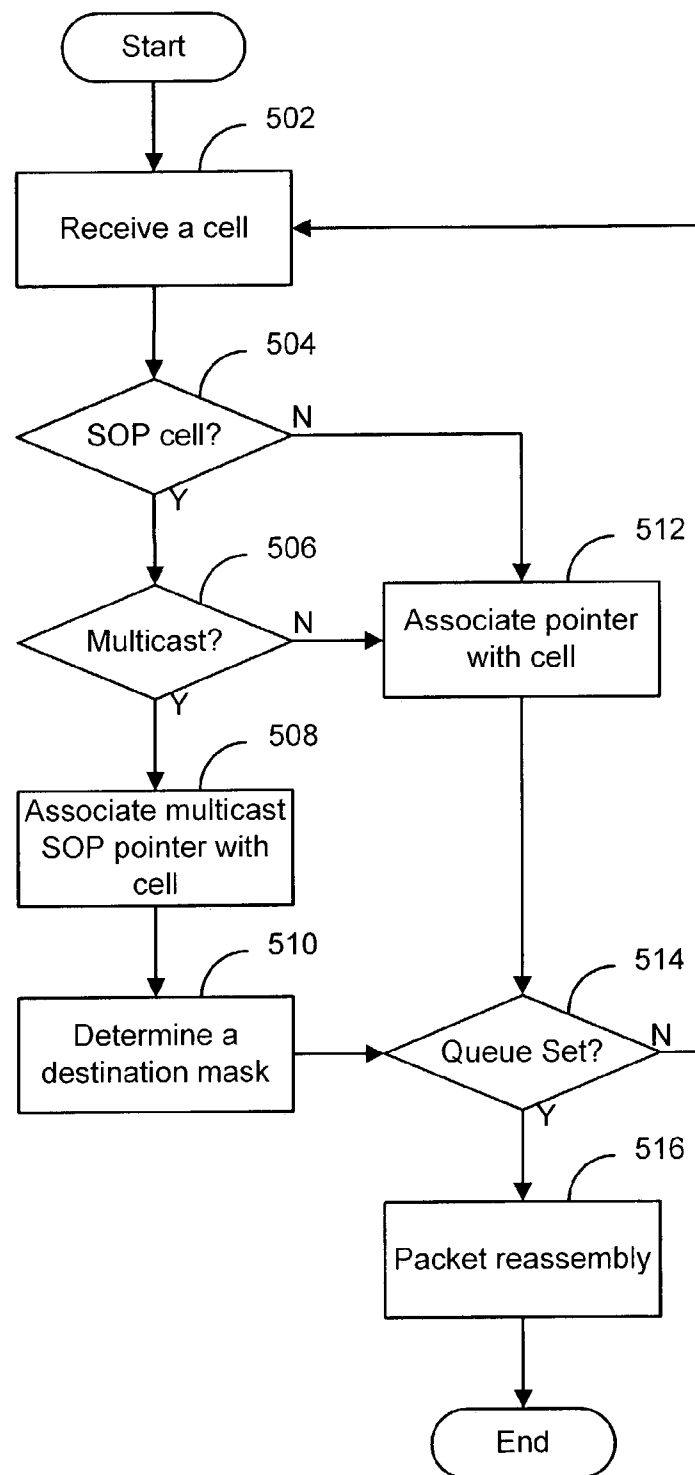 Start
502
Receive a cell
504
SOP cell?
N
Y
506
Multicast?
N
Y
512
Associate pointer
with cell
508
Associate multicast
SOP pointer with
cell
510
Determine a
destination mask
514
Queue Set?
N
Y
516
Packet reassembly
End